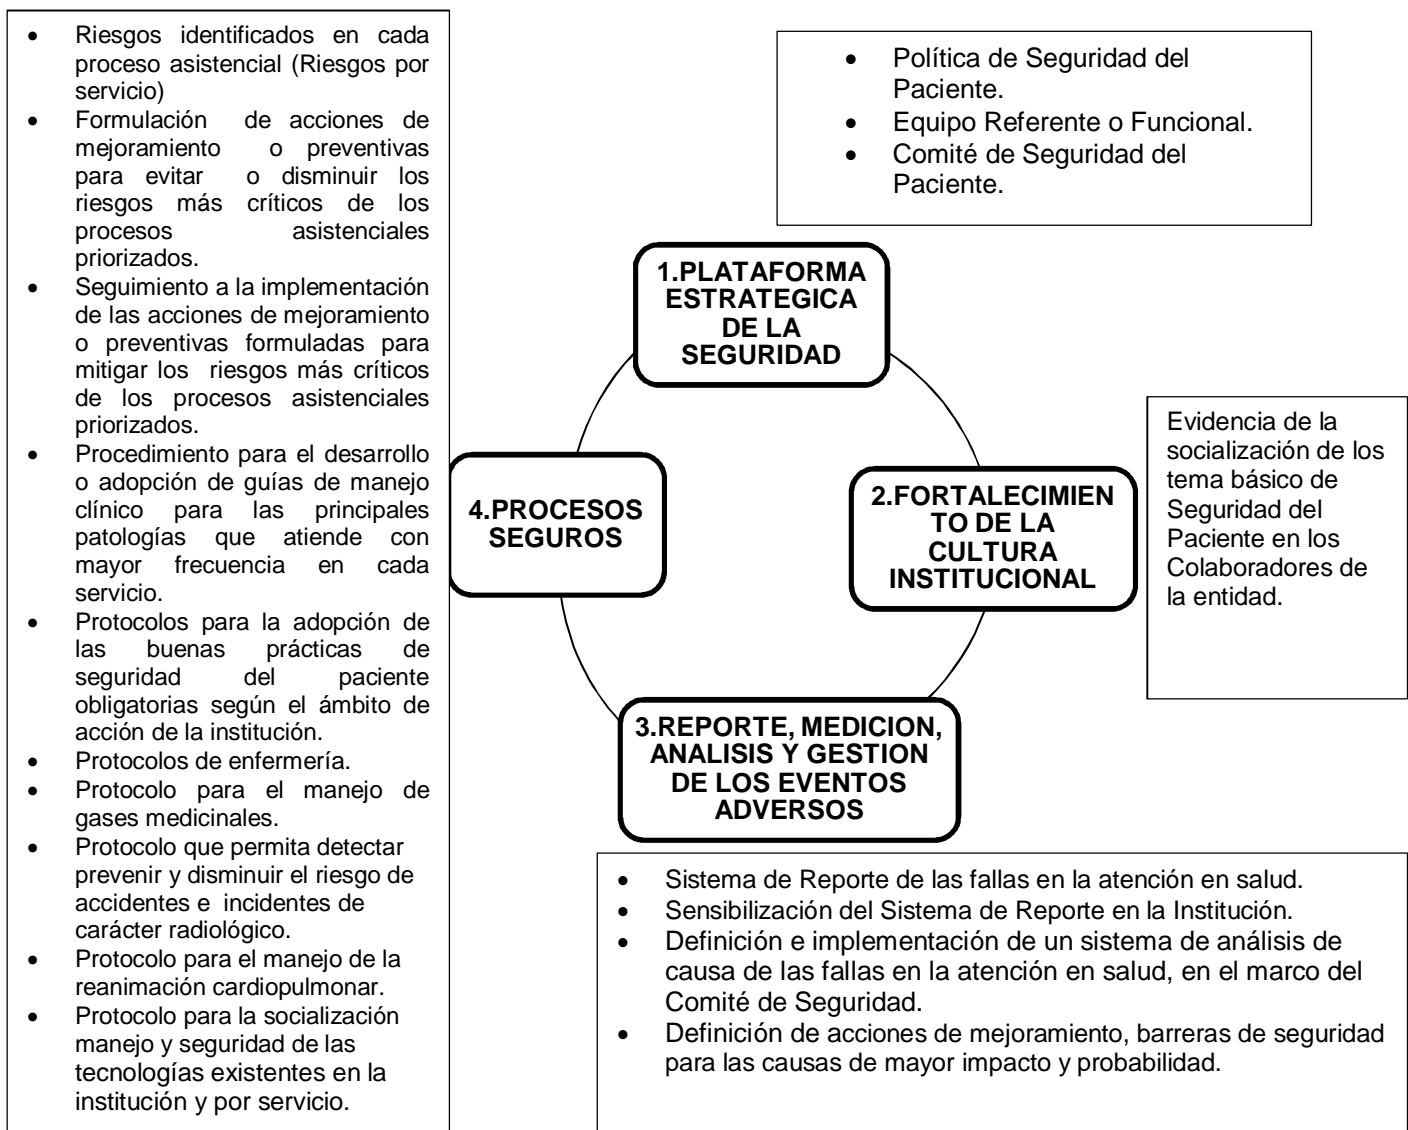 • Riesgos identificados en cada
proceso asistencial (Riesgos por
servicio)
• Formulación de acciones de
mejoramiento o preventivas
para evitar o disminuir los
riesgos más críticos de los
procesos asistenciales
priorizados.
• Seguimiento a la implementación
de las acciones de mejoramiento
o preventivas formuladas para
mitigar los riesgos más críticos
de los procesos asistenciales
priorizados.
• Procedimiento para el desarrollo
o adopción de guías de manejo
clínico para las principales
patologías que atiende con
mayor frecuencia en cada
servicio.
• Protocolos para la adopción de
las buenas prácticas de
seguridad del paciente
obligatorias según el ámbito de
acción de la institución.
• Protocolos de enfermería.
• Protocolo para el manejo de
gases medicinales.
• Protocolo que permita detectar
prevenir y disminuir el riesgo de
accidentes e incidentes de
carácter radiológico.
• Protocolo para el manejo de la
reanimación cardiopulmonar.
• Protocolo para la socialización
manejo y seguridad de las
tecnologías existentes en la
institución y por servicio.
• Política de Seguridad del
Paciente.
• Equipo Referente o Funcional.
• Comité de Seguridad del
Paciente.
1.PLATAFORMA
ESTRATEGICA
DE LA
SEGURIDAD
2.FORTALECIMIEN
TO DE LA
CULTURA
INSTITUCIONAL
Evidencia de la
socialización de los
tema básico de
Seguridad del
Paciente en los
Colaboradores de
la entidad.
3.REPORTE, MEDICION,
ANALISIS Y GESTION
DE LOS EVENTOS
ADVERSOS
• Sistema de Reporte de las fallas en la atención en salud.
• Sensibilización del Sistema de Reporte en la Institución.
• Definición e implementación de un sistema de análisis de
causa de las fallas en la atención en salud, en el marco del
Comité de Seguridad.
• Definición de acciones de mejoramiento, barreras de seguridad
para las causas de mayor impacto y probabilidad.
4.PROCESOS
SEGUROS